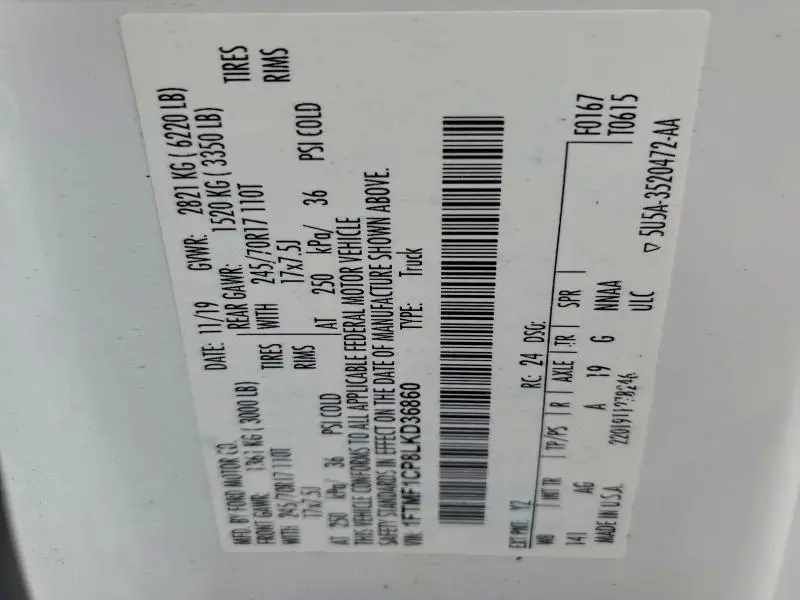 MFD. BY FORD MOTOR CO.
DATE: 11/19 GVWR: 2821 KG ( 6220 LB)
FRONT GAWR: 1361 KG ( 3000 LB) REAR GAWR: 1520 KG ( 3350 LB)
WITH 245/70R17 110T TIRES WITH 245/70R17 110T TIRES
17x7.5J RIMS 17x7.5J RIMS
AT 250 kPa/ 36 PSI COLD AT 250 kPa/ 36 PSI COLD
THIS VEHICLE CONFORMS TO ALL APPLICABLE FEDERAL MOTOR VEHICLE
SAFETY STANDARDS IN EFFECT ON THE DATE OF MANUFACTURE SHOWN ABOVE.
VIN: 1FTMF1CP8LKD36860 TYPE: Truck
EXT PNT: YZ RC: 24 DSO: F0167
WB INT TR TP/PS R AXLE TR SPR T0615
141 AG A 19 G NNAA
MADE IN U.S.A. ULC ▽ 5U5A-3520472-AA